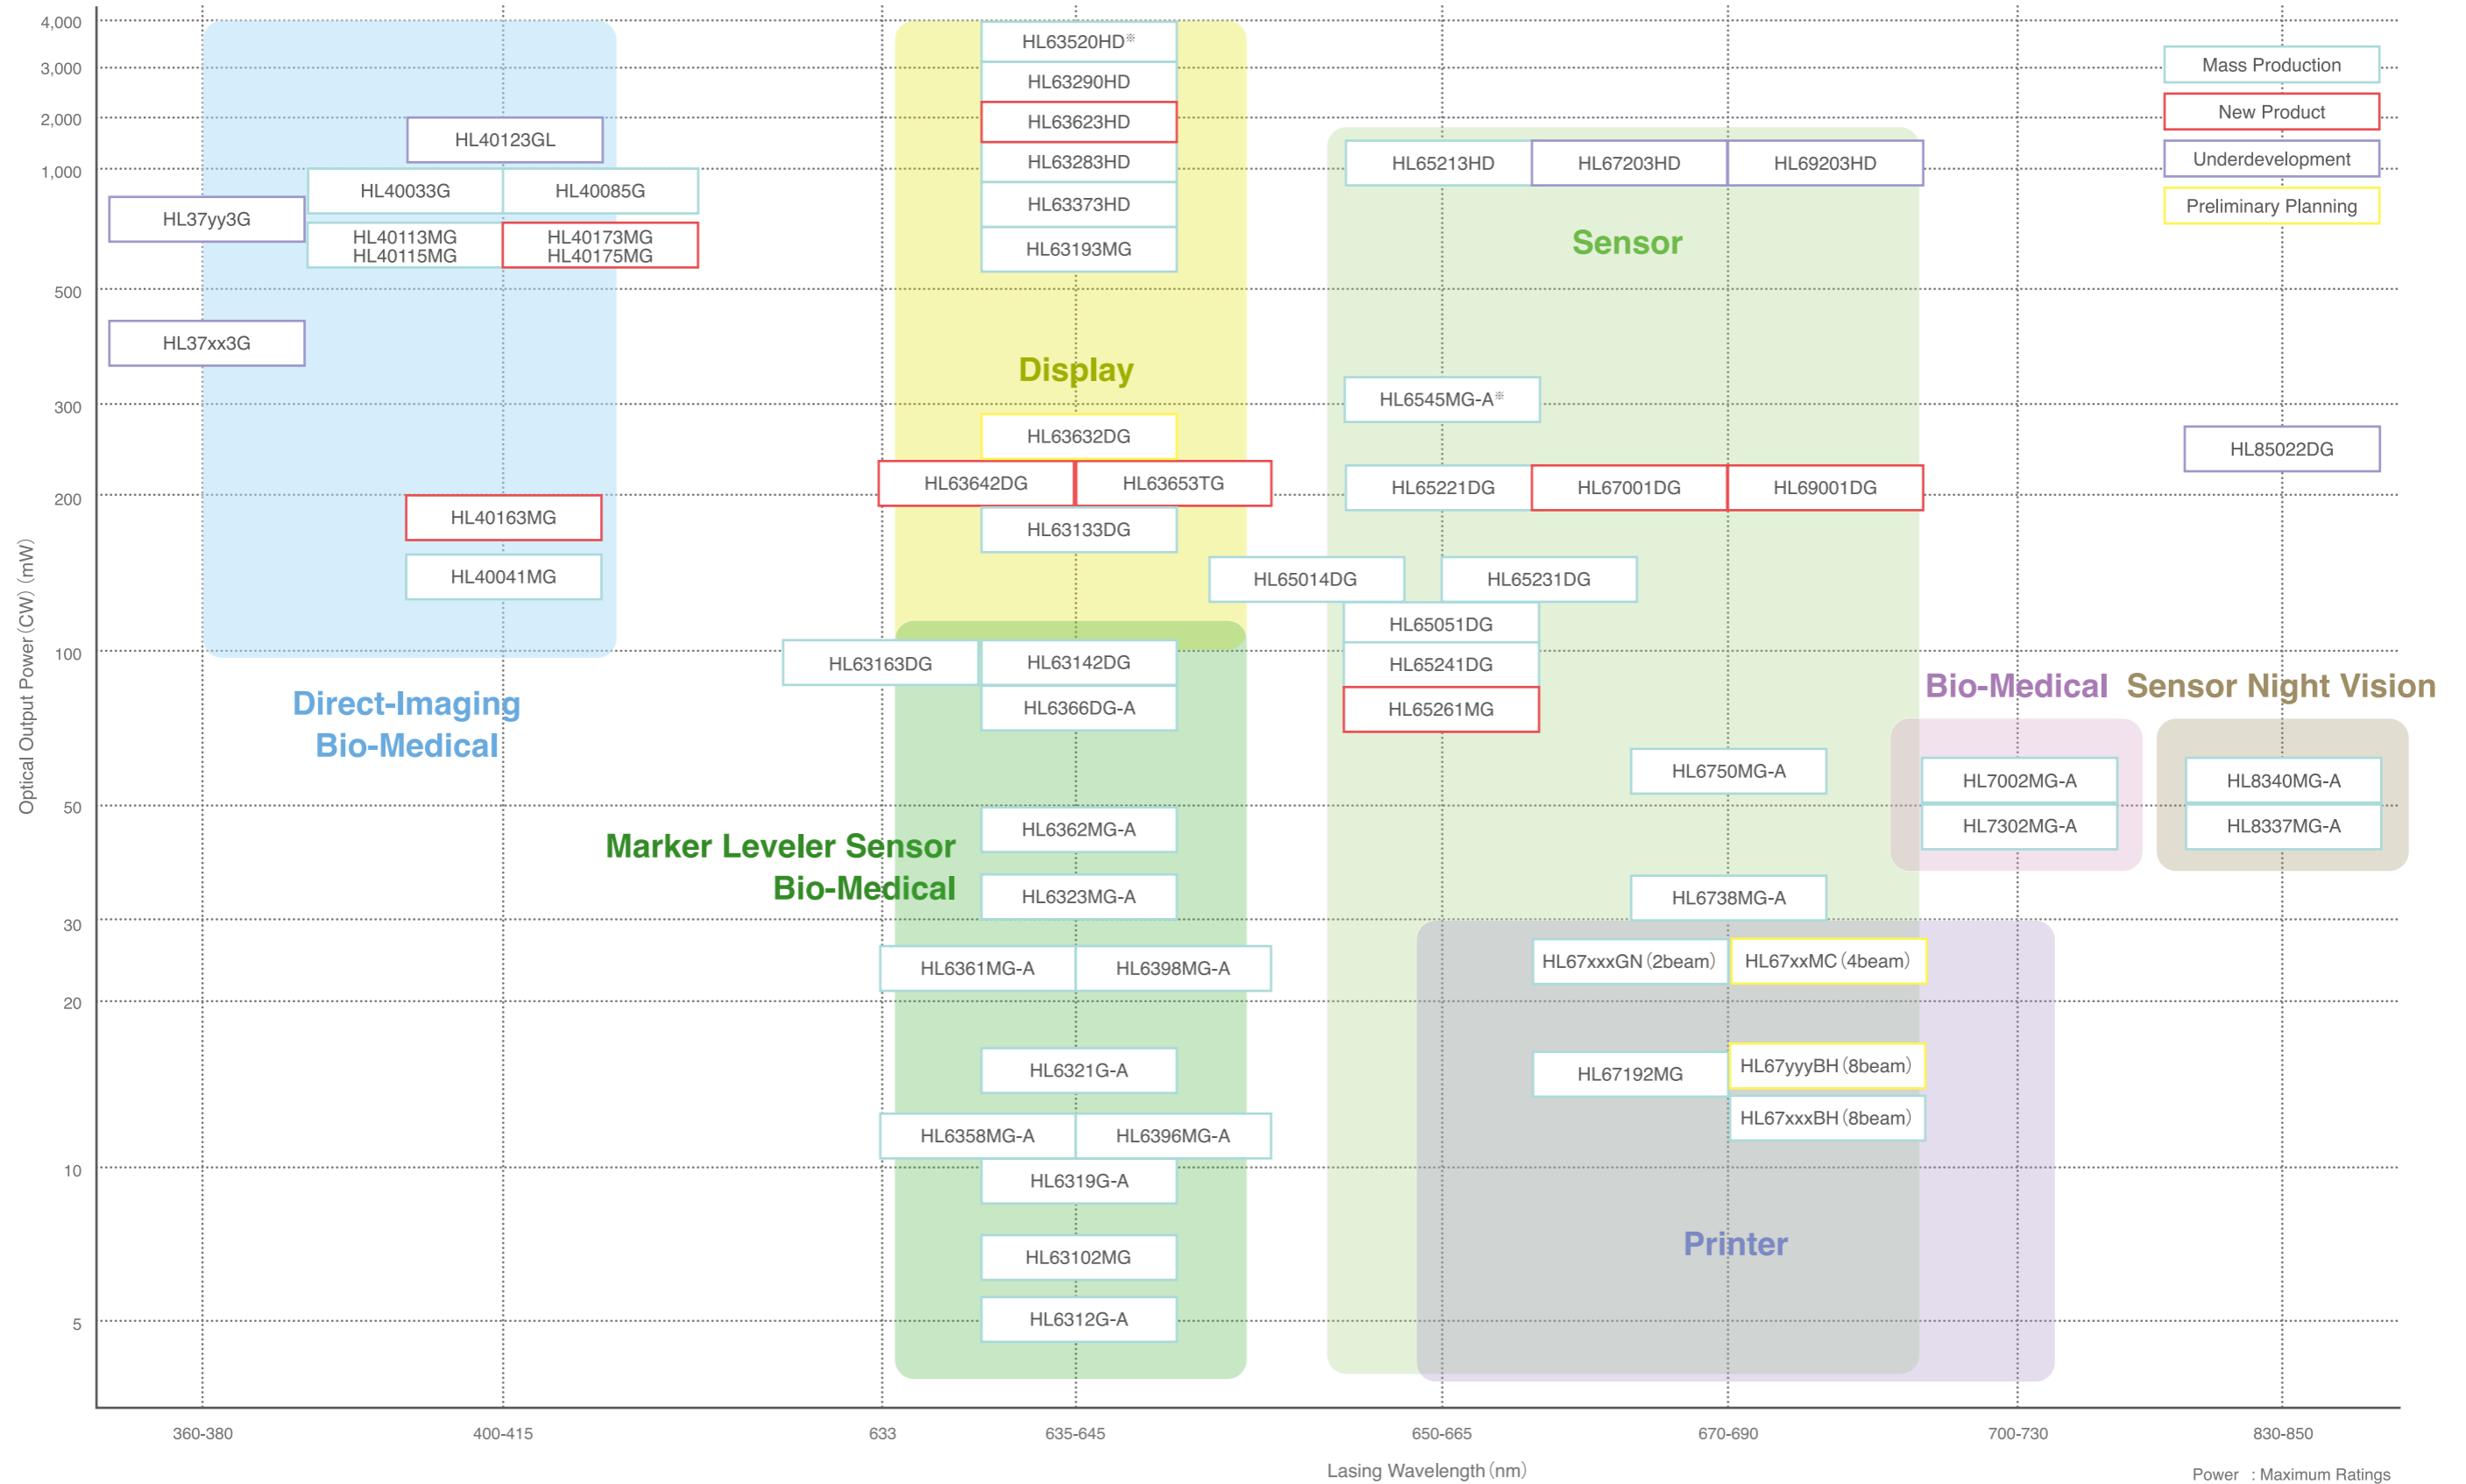 4,000
3,000
2,000
1,000
500
300
200
100
50
30
20
10
5
Optical Output Power(CW)(mW)
360-380
400-415
633
635-645
650-665
670-690
700-730
830-850
Lasing Wavelength(nm)
Power : Maximum Ratings
Mass Production
New Product
Underdevelopment
Preliminary Planning
HL37yy3G
HL37xx3G
HL40123GL
HL40033G
HL40085G
HL40113MG
HL40115MG
HL40173MG
HL40175MG
HL40163MG
HL40041MG
Direct-Imaging
Bio-Medical
HL63520HD※
HL63290HD
HL63623HD
HL63283HD
HL63373HD
HL63193MG
Display
HL63632DG
HL63642DG
HL63653TG
HL63133DG
HL63163DG
HL63142DG
HL6366DG-A
Marker Leveler Sensor
Bio-Medical
HL6362MG-A
HL6323MG-A
HL6361MG-A
HL6398MG-A
HL6321G-A
HL6358MG-A
HL6396MG-A
HL6319G-A
HL63102MG
HL6312G-A
HL65213HD
HL67203HD
HL69203HD
Sensor
HL6545MG-A※
HL65221DG
HL67001DG
HL69001DG
HL65014DG
HL65231DG
HL65051DG
HL65241DG
HL65261MG
HL6750MG-A
HL6738MG-A
HL67xxxGN(2beam)
HL67xxMC(4beam)
HL67192MG
HL67yyyBH(8beam)
HL67xxxBH(8beam)
Printer
Bio-Medical
HL7002MG-A
HL7302MG-A
HL85022DG
Sensor Night Vision
HL8340MG-A
HL8337MG-A